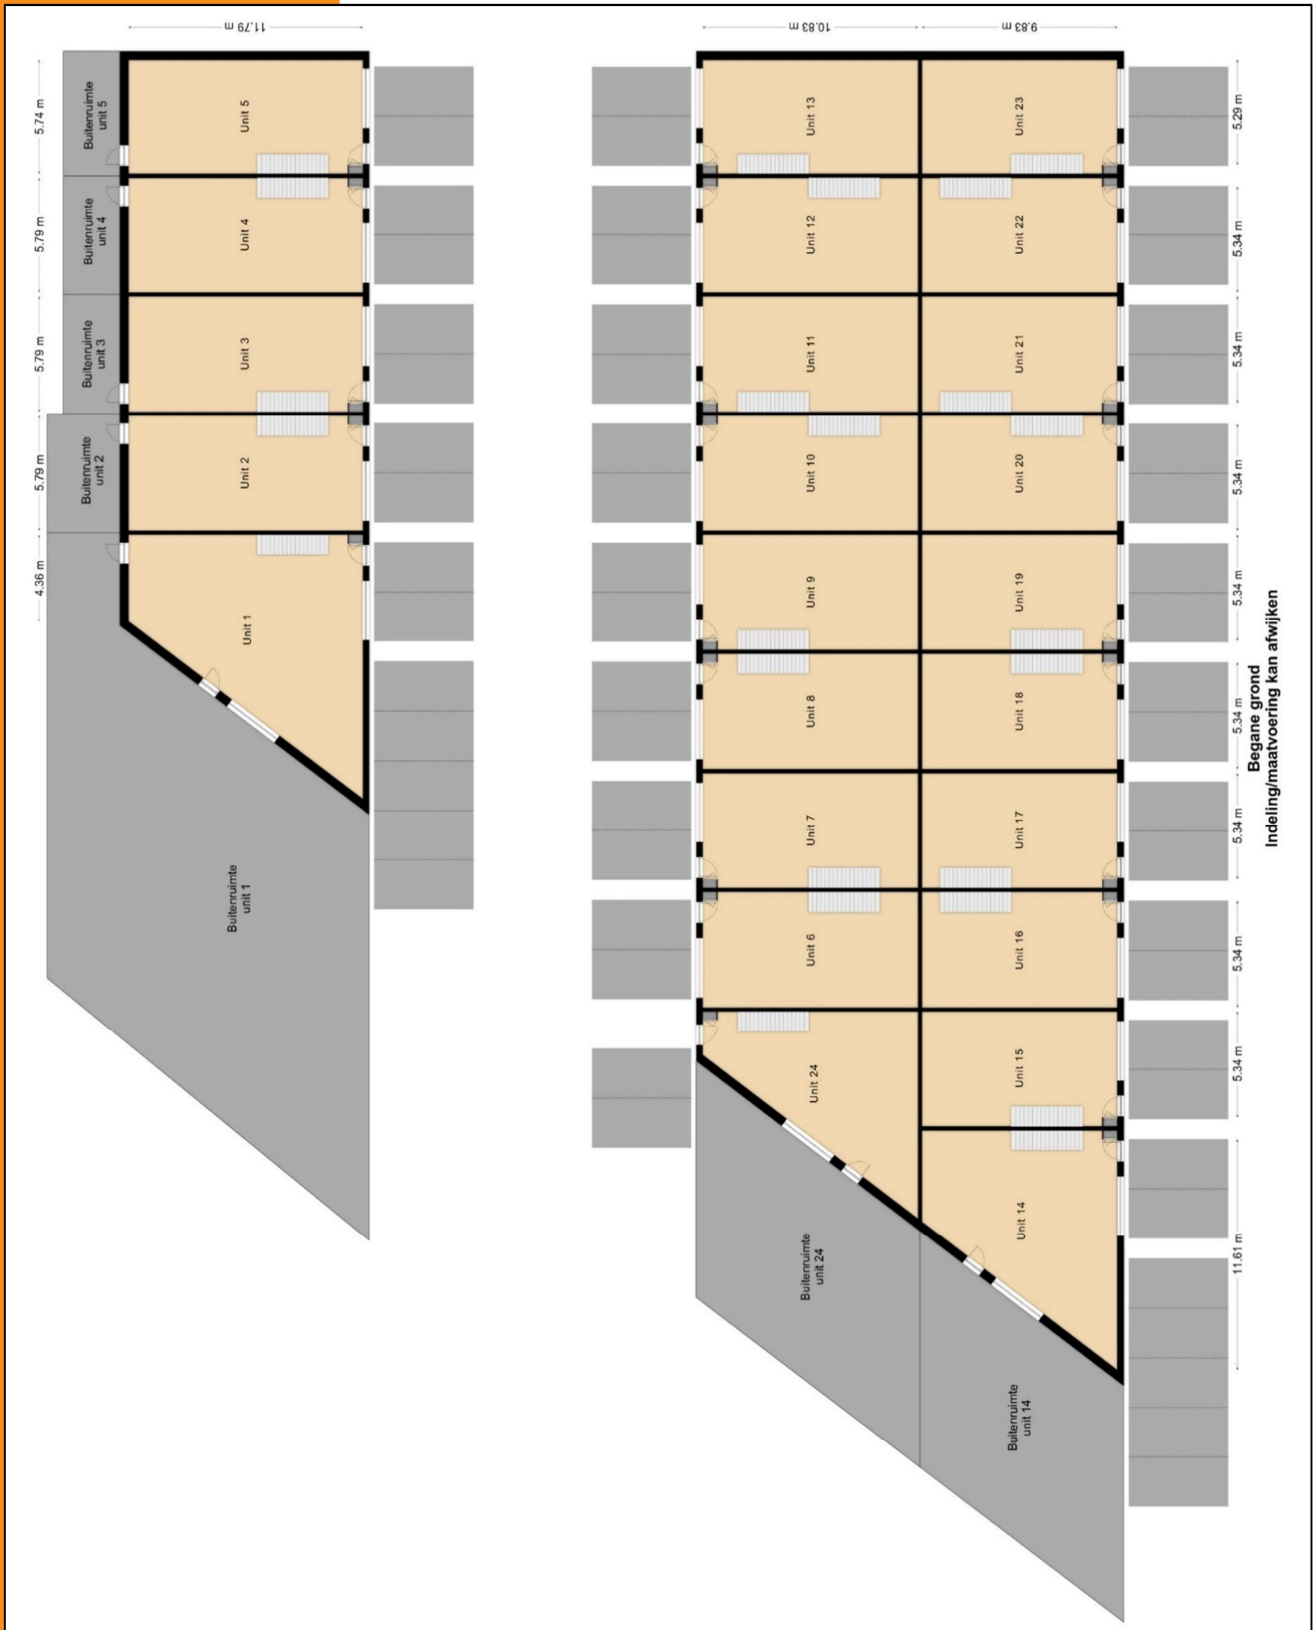 11.79 m
10.83 m
9.83 m
5.74 m
5.79 m
5.79 m
5.79 m
4.36 m
Buitenruimte
unit 5
Buitenruimte
unit 4
Buitenruimte
unit 3
Buitenruimte
unit 2
Buitenruimte
unit 1
Unit 5
Unit 4
Unit 3
Unit 2
Unit 1
Unit 13
Unit 12
Unit 11
Unit 10
Unit 9
Unit 8
Unit 7
Unit 6
Unit 24
Buitenruimte
unit 24
Unit 23
Unit 22
Unit 21
Unit 20
Unit 19
Unit 18
Unit 17
Unit 16
Unit 15
Unit 14
Buitenruimte
unit 14
5.29 m
5.34 m
5.34 m
5.34 m
5.34 m
5.34 m
5.34 m
5.34 m
5.34 m
11.61 m
Begane grond
Indeling/maatvoering kan afwijken